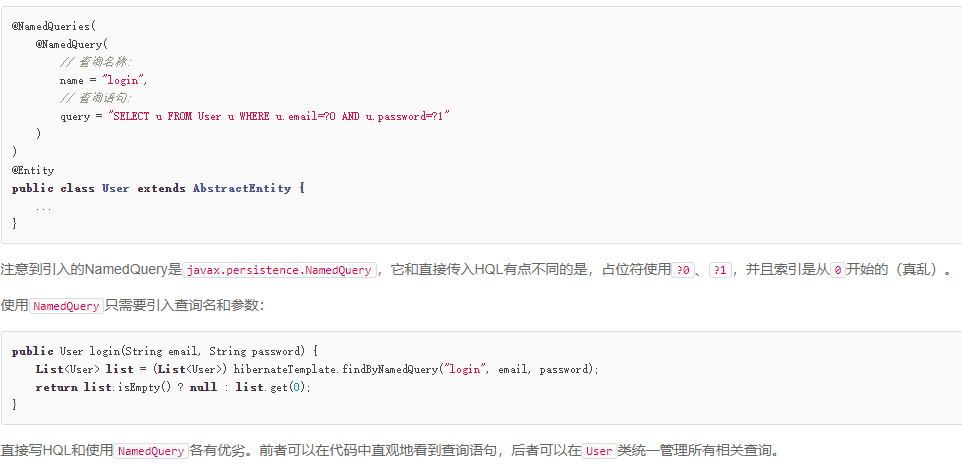 @NamedQueries(
    @NamedQuery(
        // 查询名称:
        name = "login",
        // 查询语句:
        query = "SELECT u FROM User u WHERE u.email=?0 AND u.password=?1"
    )
)
@Entity
public class User extends AbstractEntity {
    ...
}
注意到引入的NamedQuery是javax.persistence.NamedQuery，它和直接传入HQL有点不同的是，占位符使用?0、?1，并且索引是从0开始的（真乱）。
使用NamedQuery只需要引入查询名和参数：
public User login(String email, String password) {
    List<User> list = (List<User>) hibernateTemplate.findByNamedQuery("login", email, password);
    return list.isEmpty() ? null : list.get(0);
}
直接写HQL和使用NamedQuery各有优劣。前者可以在代码中直观地看到查询语句，后者可以在User类统一管理所有相关查询。